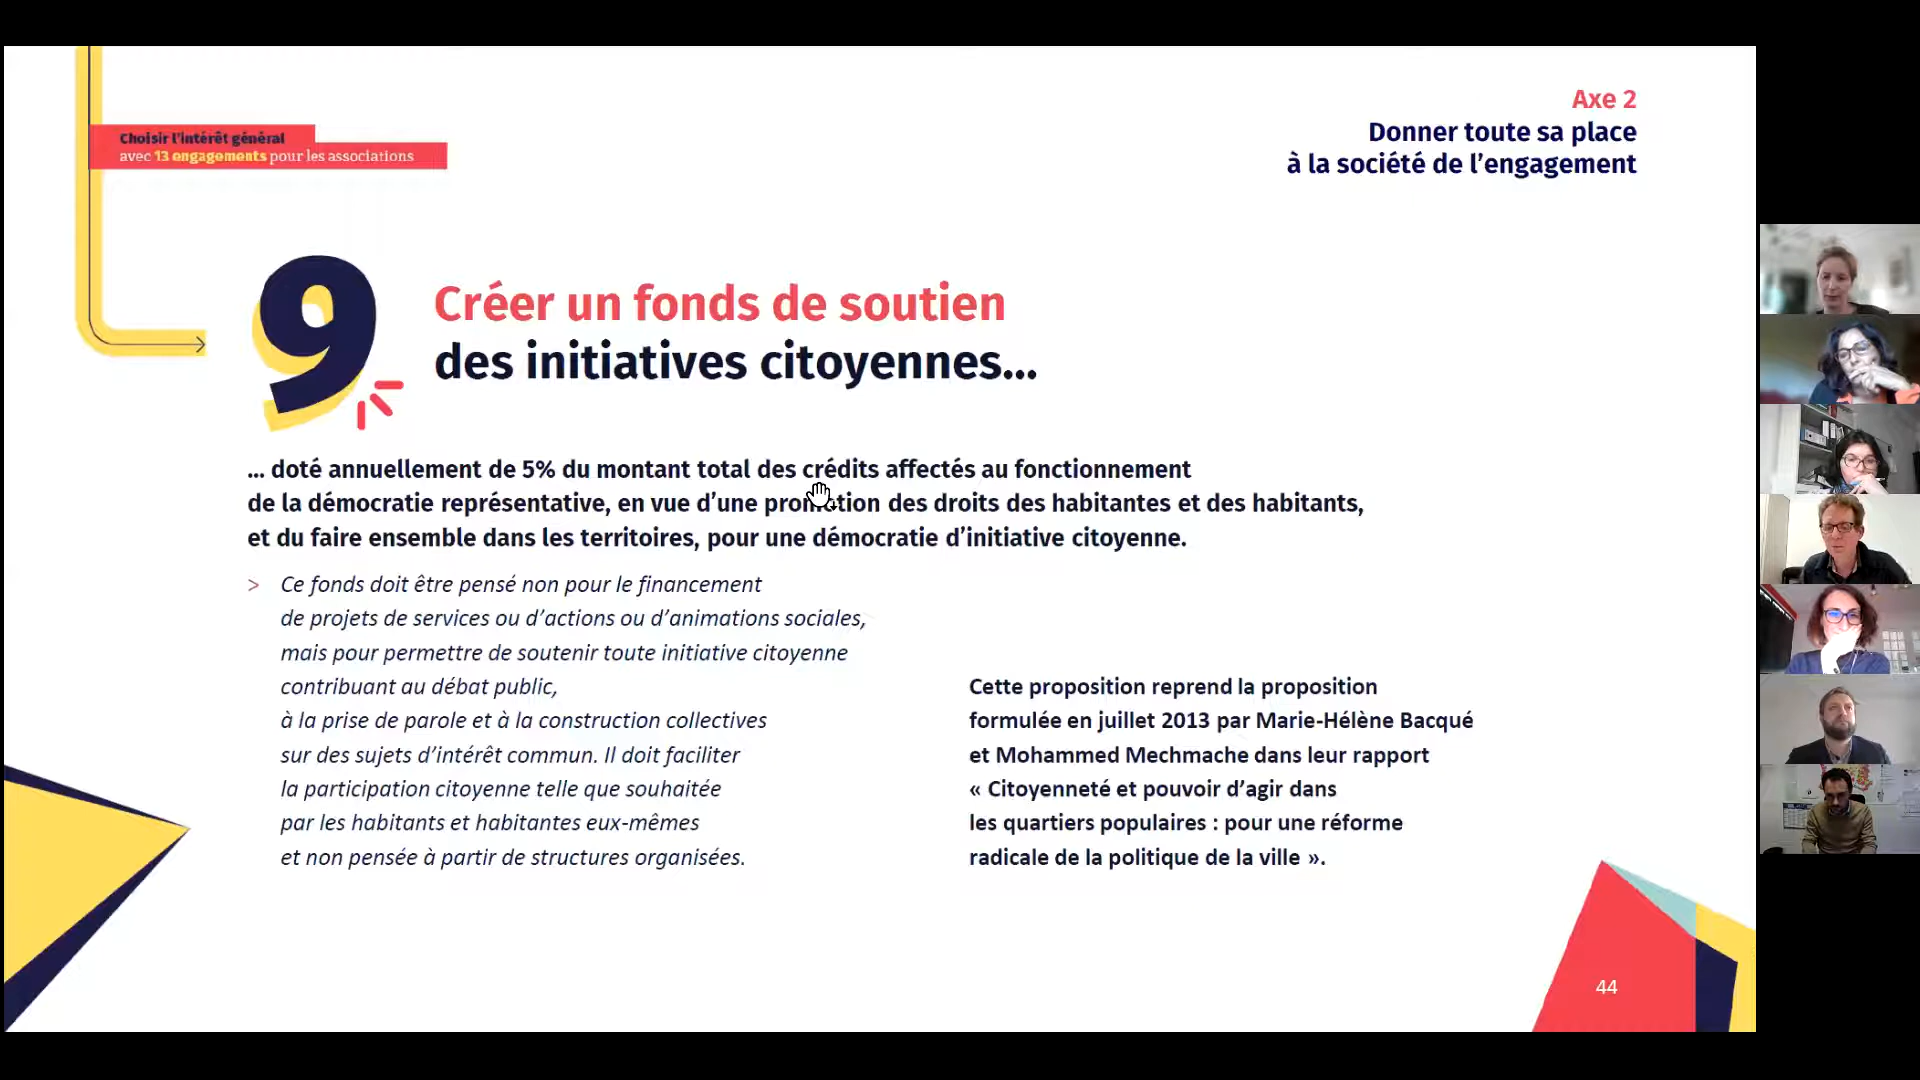 Choisir l'intérêt général
avec 13 engagements pour les associations
Axe 2
Donner toute sa place
à la société de l'engagement
9
Créer un fonds de soutien
des initiatives citoyennes...
... doté annuellement de 5% du montant total des crédits affectés au fonctionnement
de la démocratie représentative, en vue d'une promotion des droits des habitantes et des habitants,
et du faire ensemble dans les territoires, pour une démocratie d'initiative citoyenne.
> Ce fonds doit être pensé non pour le financement
de projets de services ou d'actions ou d'animations sociales,
mais pour permettre de soutenir toute initiative citoyenne
contribuant au débat public,
à la prise de parole et à la construction collectives
sur des sujets d'intérêt commun. Il doit faciliter
la participation citoyenne telle que souhaitée
par les habitants et habitantes eux-mêmes
et non pensée à partir de structures organisées.
Cette proposition reprend la proposition
formulée en juillet 2013 par Marie-Hélène Bacqué
et Mohammed Mechmache dans leur rapport
« Citoyenneté et pouvoir d'agir dans
les quartiers populaires : pour une réforme
radicale de la politique de la ville ».
44